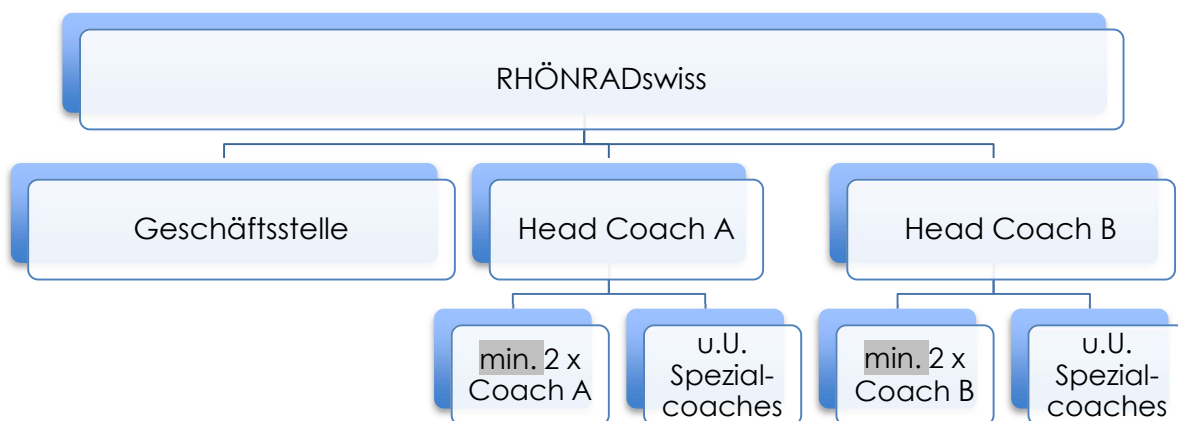 RHÖNRADswiss
Geschäftsstelle
Head Coach A
Head Coach B
min. 2 x
Coach A
u.U.
Spezial-
coaches
min. 2 x
Coach B
u.U.
Spezial-
coaches